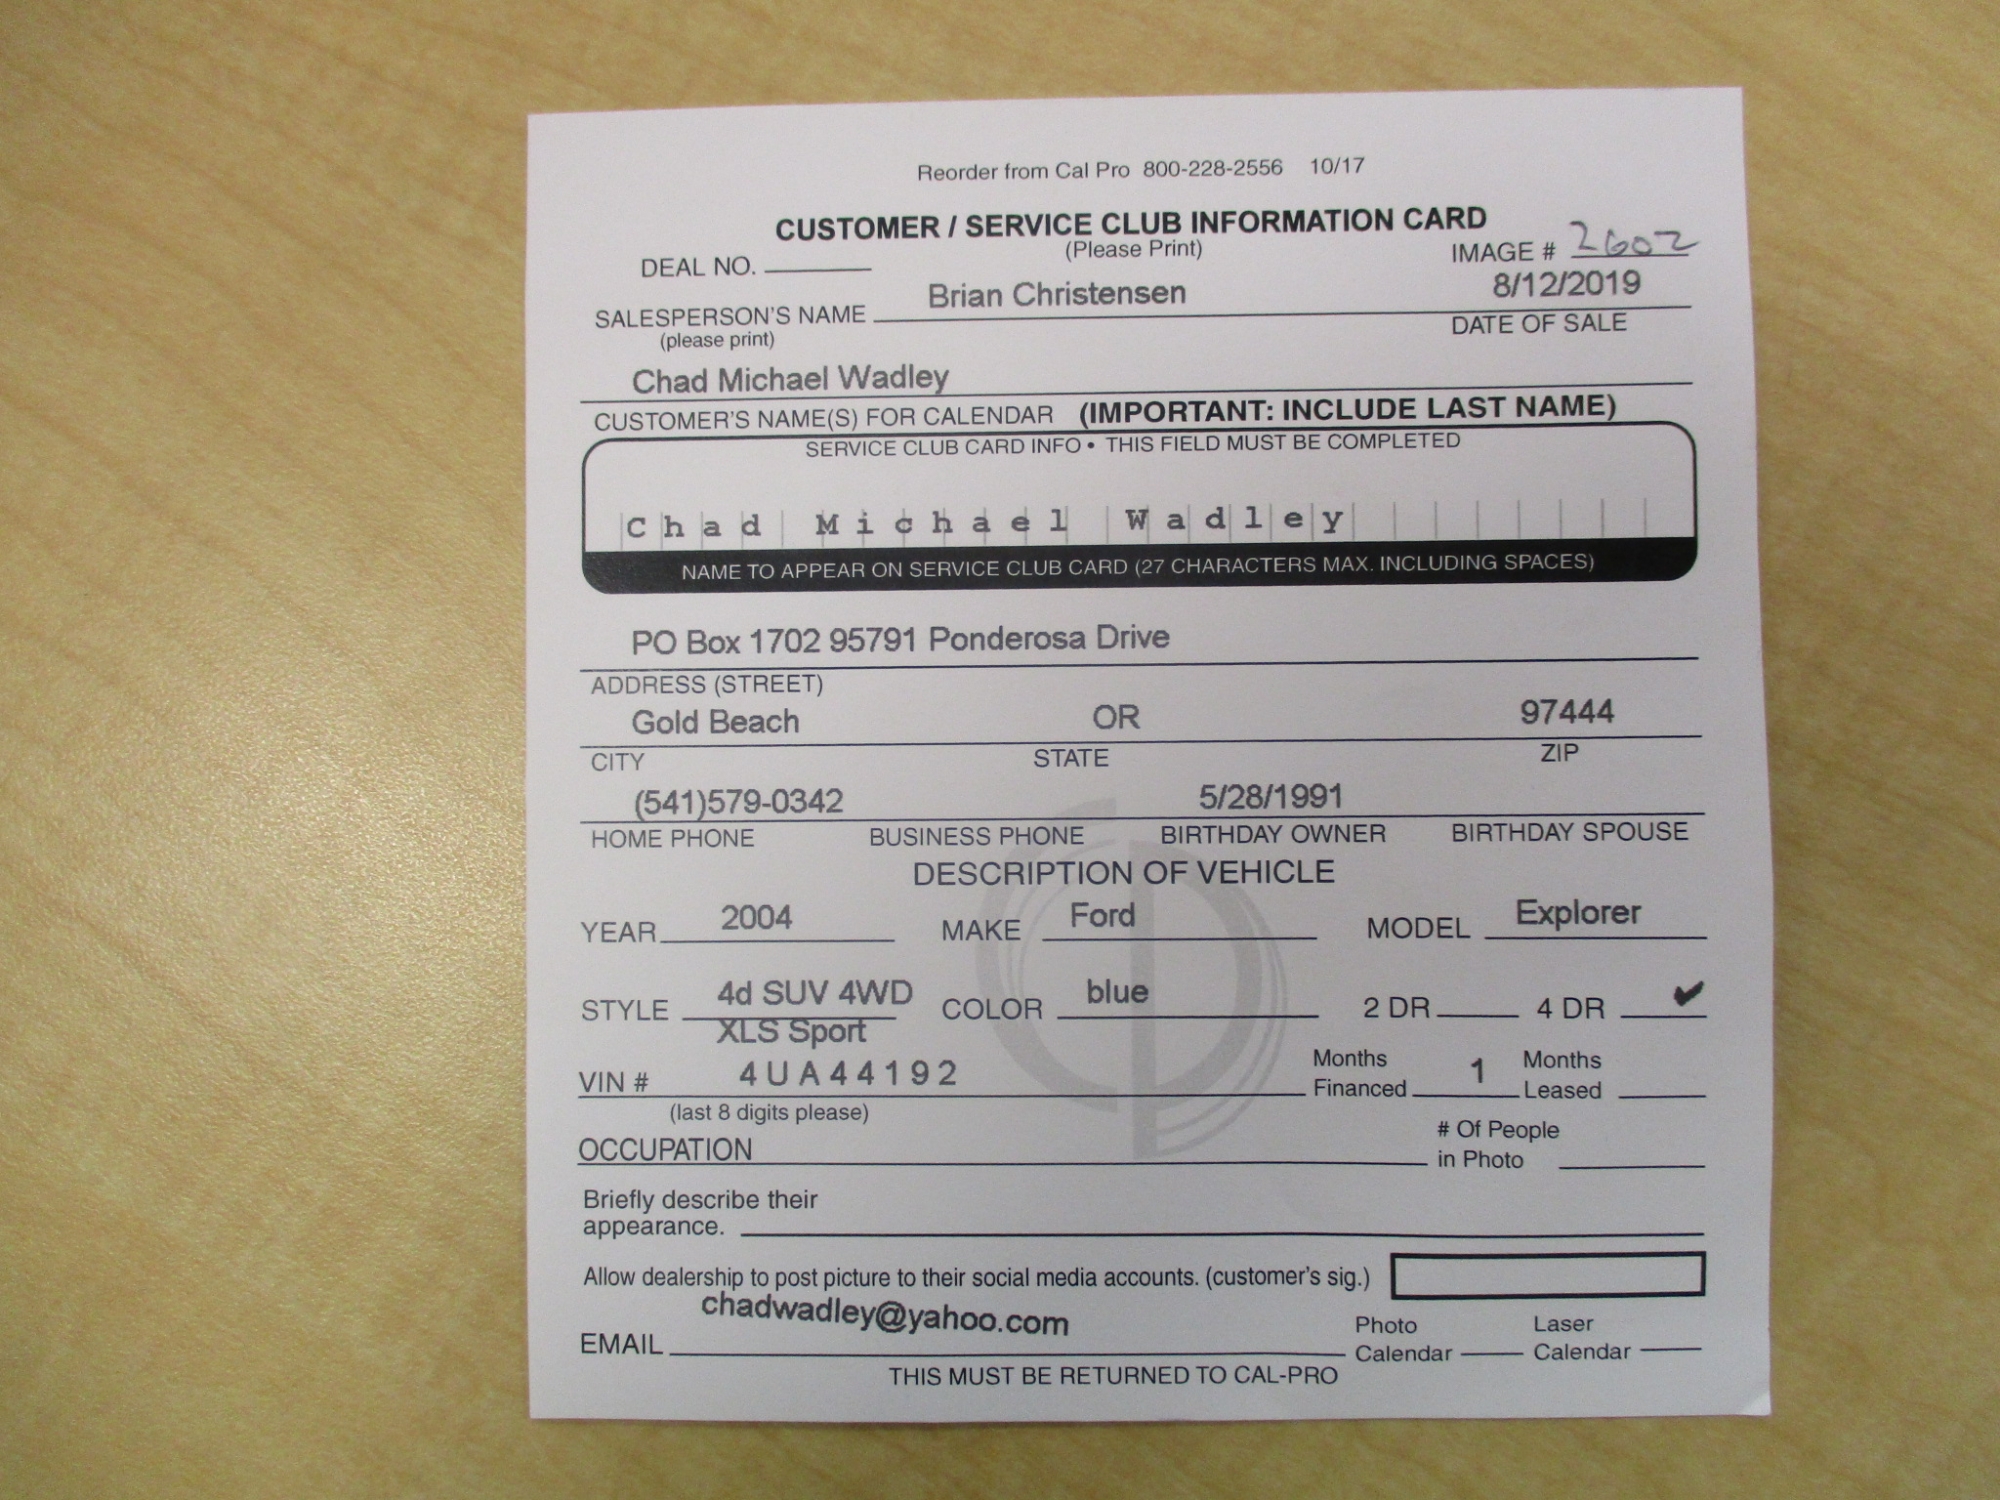 Reorder from Cal Pro 800-228-2556 10/17
CUSTOMER / SERVICE CLUB INFORMATION CARD
(Please Print)
DEAL NO. IMAGE # 2602
SALESPERSON'S NAME Brian Christensen 8/12/2019
(please print) DATE OF SALE
Chad Michael Wadley
CUSTOMER'S NAME(S) FOR CALENDAR (IMPORTANT: INCLUDE LAST NAME)
SERVICE CLUB CARD INFO • THIS FIELD MUST BE COMPLETED
Chad Michael Wadley
NAME TO APPEAR ON SERVICE CLUB CARD (27 CHARACTERS MAX. INCLUDING SPACES)
PO Box 1702 95791 Ponderosa Drive
ADDRESS (STREET)
Gold Beach OR 97444
CITY STATE ZIP
(541)579-0342 5/28/1991
HOME PHONE BUSINESS PHONE BIRTHDAY OWNER BIRTHDAY SPOUSE
DESCRIPTION OF VEHICLE
YEAR 2004 MAKE Ford MODEL Explorer
STYLE 4d SUV 4WD COLOR blue 2 DR 4 DR ✔
XLS Sport
VIN # 4UA44192 Months Financed 1 Months Leased
(last 8 digits please)
OCCUPATION # Of People in Photo
Briefly describe their
appearance.
Allow dealership to post picture to their social media accounts. (customer's sig.)
EMAIL chadwadley@yahoo.com Photo Calendar Laser Calendar
THIS MUST BE RETURNED TO CAL-PRO